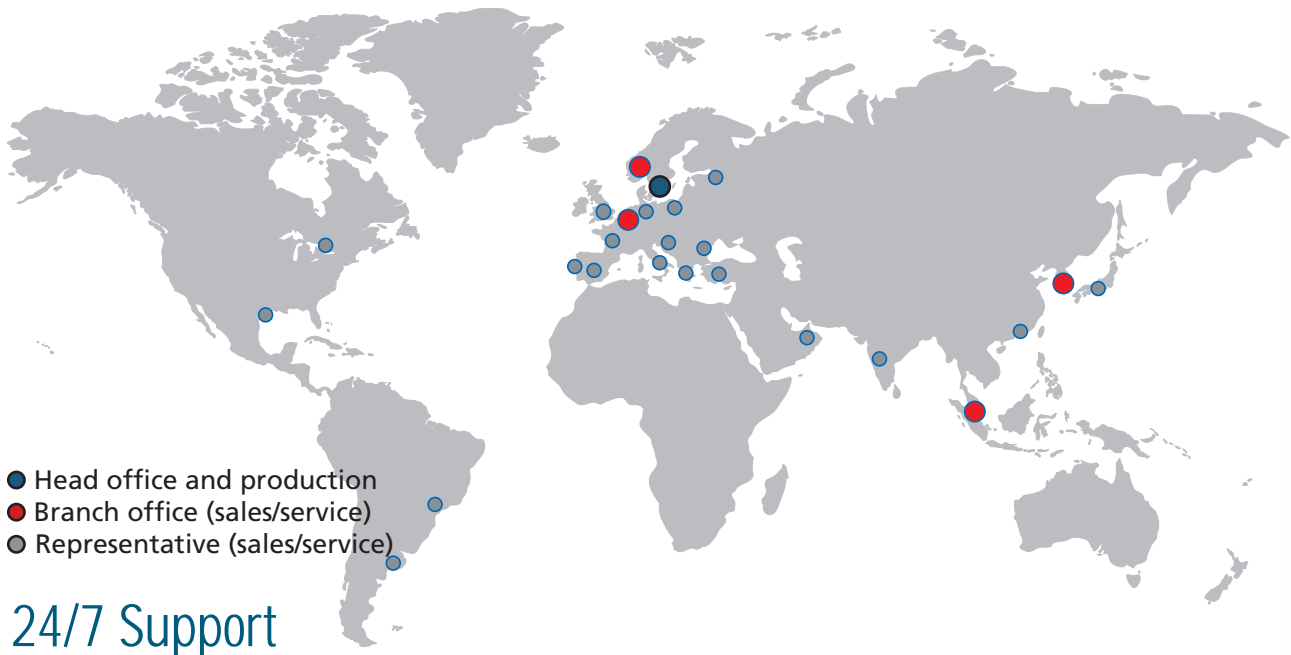 Head office and production
Branch office (sales/service)
Representative (sales/service)
24/7 Support